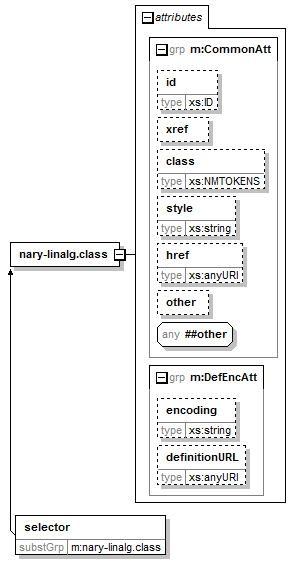 attributes
grp m:CommonAtt
id
type xs:ID
xref
class
type xs:NMTOKENS
style
type xs:string
nary-linalg.class
href
type xs:anyURI
other
any ##other
grp m:DefEncAtt
encoding
type xs:string
definitionURL
type xs:anyURI
selector
substGrp m:nary-linalg.class